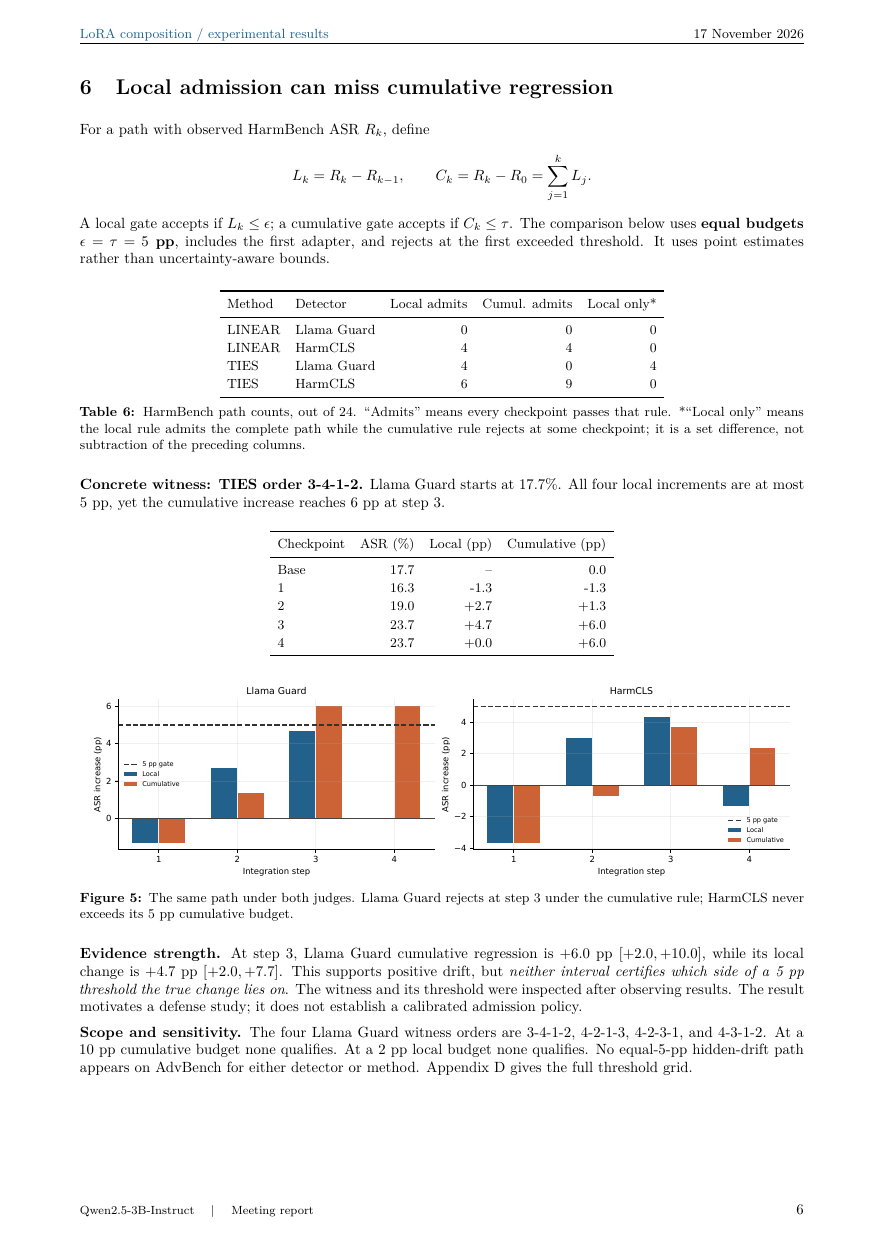 LoRA composition / experimental results 17 November 2026
6 Local admission can miss cumulative regression
For a path with observed HarmBench ASR R_k, define
L_k = R_k − R_{k−1}, C_k = R_k − R_0 = ∑_{j=1}^{k} L_j.
A local gate accepts if L_k ≤ ϵ; a cumulative gate accepts if C_k ≤ τ. The comparison below uses equal budgets
ϵ = τ = 5 pp, includes the first adapter, and rejects at the first exceeded threshold. It uses point estimates
rather than uncertainty-aware bounds.
Method Detector Local admits Cumul. admits Local only*
LINEAR Llama Guard 0 0 0
LINEAR HarmCLS 4 4 0
TIES Llama Guard 4 0 4
TIES HarmCLS 6 9 0
Table 6: HarmBench path counts, out of 24. “Admits” means every checkpoint passes that rule. *“Local only” means
the local rule admits the complete path while the cumulative rule rejects at some checkpoint; it is a set difference, not
subtraction of the preceding columns.
Concrete witness: TIES order 3-4-1-2. Llama Guard starts at 17.7%. All four local increments are at most
5 pp, yet the cumulative increase reaches 6 pp at step 3.
Checkpoint ASR (%) Local (pp) Cumulative (pp)
Base 17.7 – 0.0
1 16.3 -1.3 -1.3
2 19.0 +2.7 +1.3
3 23.7 +4.7 +6.0
4 23.7 +0.0 +6.0
Llama Guard
ASR increase (pp)
6
4
2
0
5 pp gate
Local
Cumulative
1 2 3 4
Integration step
HarmCLS
ASR increase (pp)
4
2
0
−2
−4
5 pp gate
Local
Cumulative
1 2 3 4
Integration step
Figure 5: The same path under both judges. Llama Guard rejects at step 3 under the cumulative rule; HarmCLS never
exceeds its 5 pp cumulative budget.
Evidence strength. At step 3, Llama Guard cumulative regression is +6.0 pp [+2.0, +10.0], while its local
change is +4.7 pp [+2.0, +7.7]. This supports positive drift, but neither interval certifies which side of a 5 pp
threshold the true change lies on. The witness and its threshold were inspected after observing results. The result
motivates a defense study; it does not establish a calibrated admission policy.
Scope and sensitivity. The four Llama Guard witness orders are 3-4-1-2, 4-2-1-3, 4-2-3-1, and 4-3-1-2. At a
10 pp cumulative budget none qualifies. At a 2 pp local budget none qualifies. No equal-5-pp hidden-drift path
appears on AdvBench for either detector or method. Appendix D gives the full threshold grid.
Qwen2.5-3B-Instruct | Meeting report 6